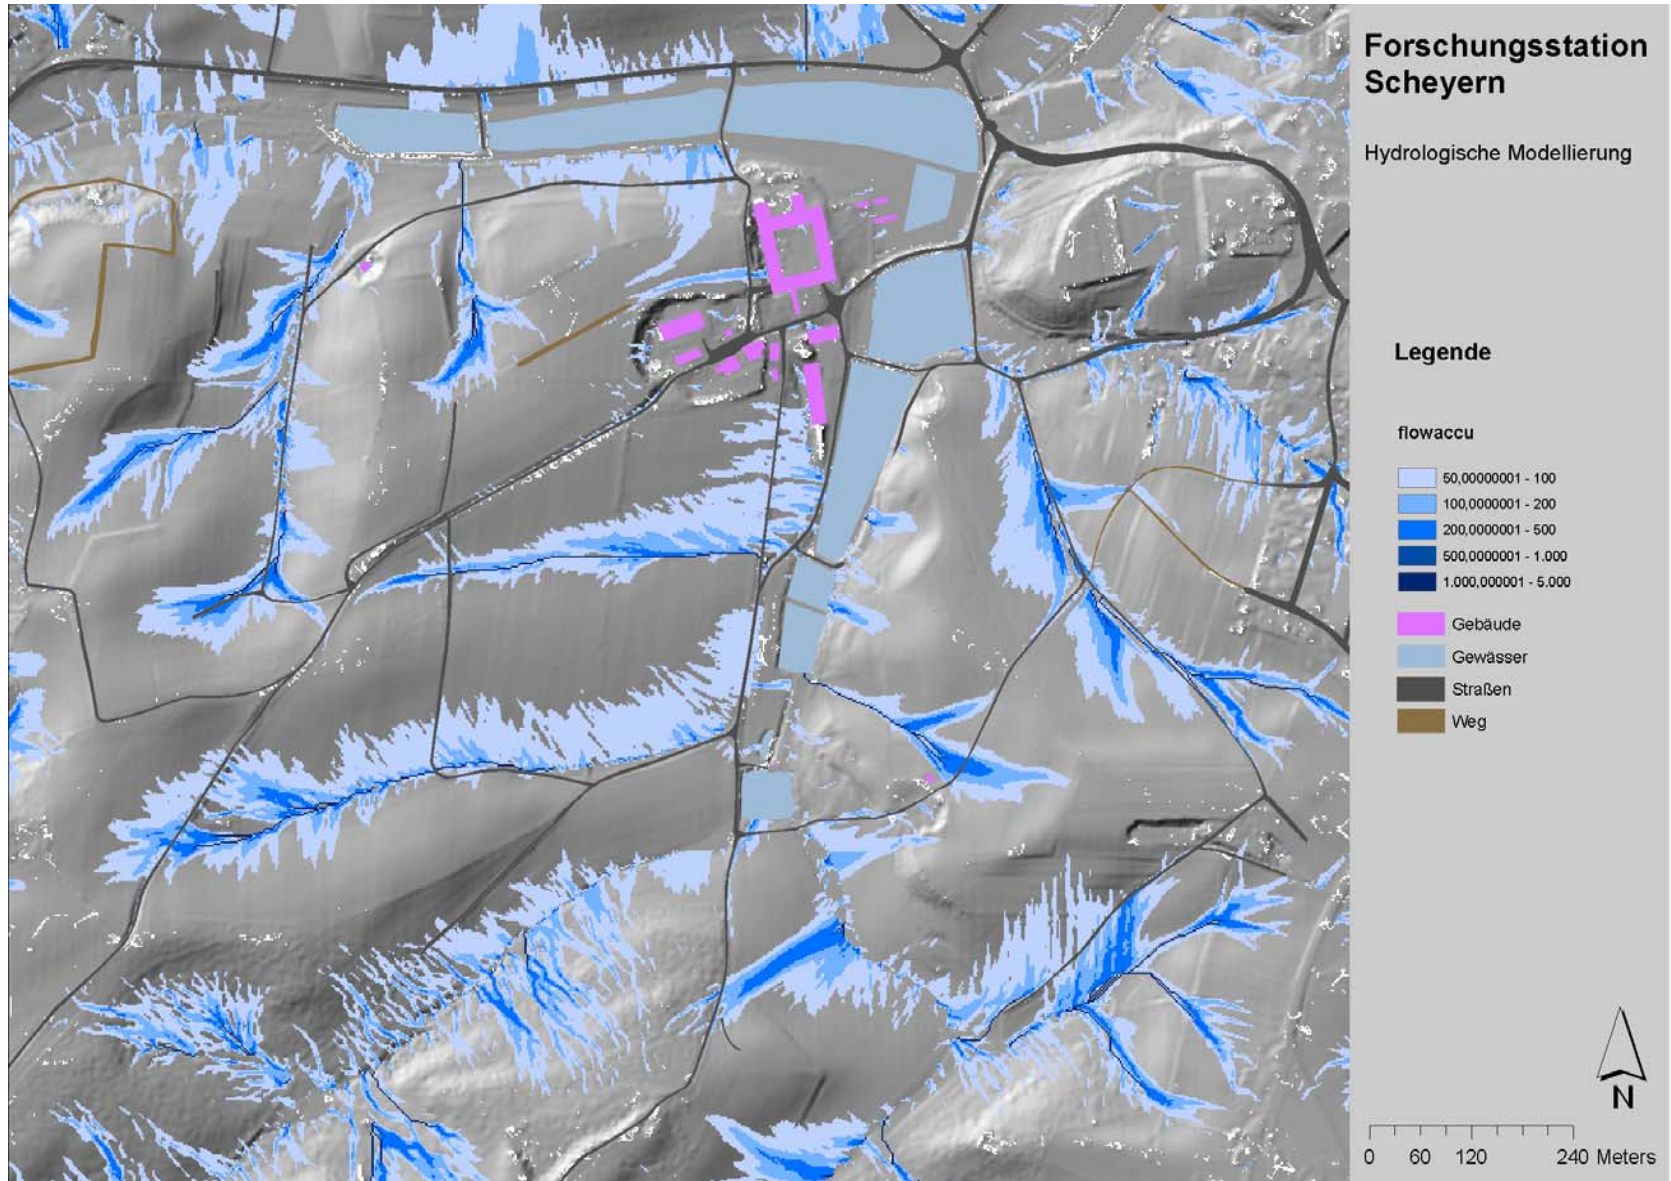 Forschungsstation
Scheyern
Hydrologische Modellierung
Legende
flowaccu
50,00000001 - 100
100,0000001 - 200
200,0000001 - 500
500,0000001 - 1.000
1.000,000001 - 5.000
Gebäude
Gewässer
Straßen
Weg
N
0 60 120 240 Meters